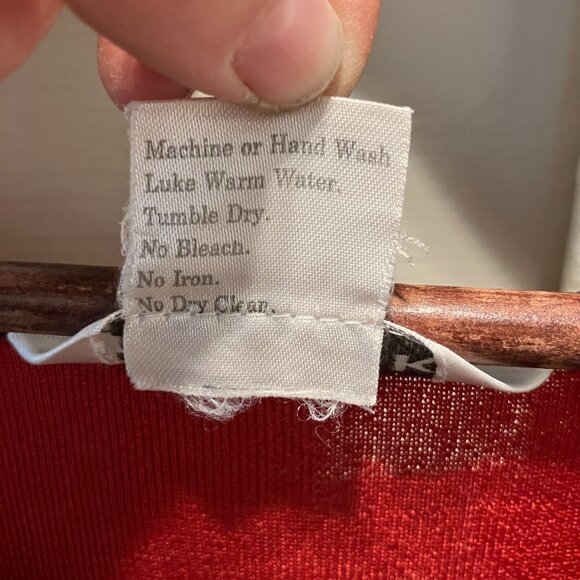 Machine or Hand Wash
Luke Warm Water.
Tumble Dry.
No Bleach.
No Iron.
No Dry Clean.